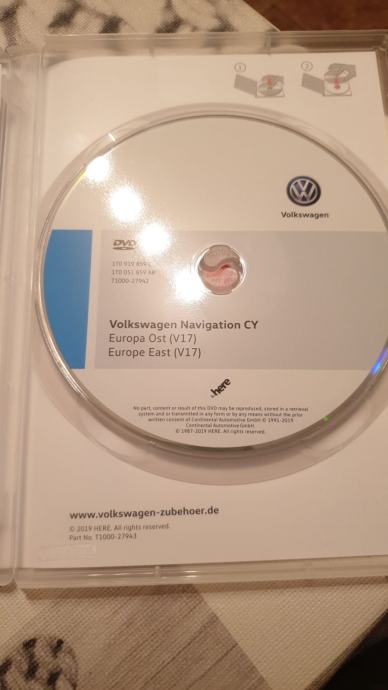 1
2
Volkswagen
DVD
1T0 919 859 C
1T0 051 859 AR
T1000-27942
Volkswagen Navigation CY
Europa Ost (V17)
Europe East (V17)
here
No part, content or result of this DVD may be reproduced, stored in a retrieval
system and or transmitted in any form or by any means without the prior
written consent of Continental Automotive GmbH © 1991-2019
Continental Automotive GmbH.
© 1987-2019 HERE. All rights reserved.
www.volkswagen-zubehoer.de
© 2019 HERE. All rights reserved.
Part No. T1000-27943